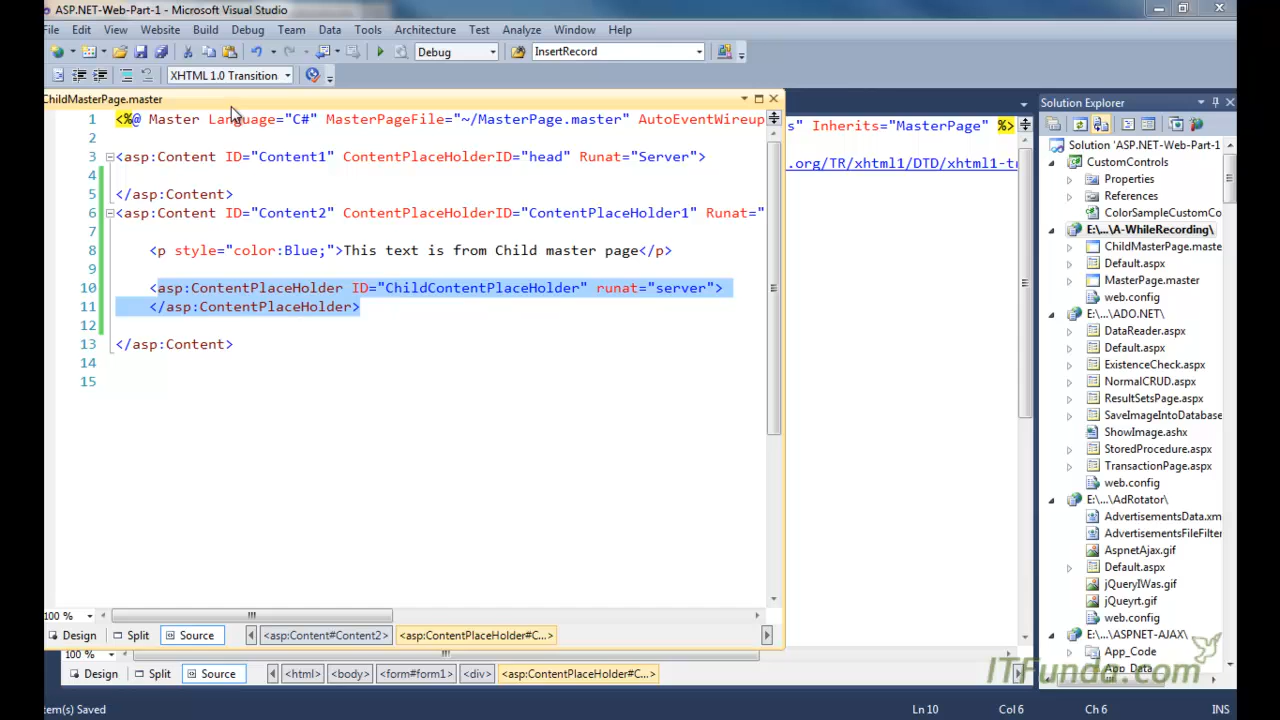 ASP.NET-Web-Part-1 - Microsoft Visual Studio
File Edit View Website Build Debug Team Data Tools Architecture Test Analyze Window Help
Debug InsertRecord
XHTML 1.0 Transition
ChildMasterPage.master
1 <%@ Master Language="C#" MasterPageFile="~/MasterPage.master" AutoEventWireup
2
3 <asp:Content ID="Content1" ContentPlaceHolderID="head" Runat="Server">
4
5 </asp:Content>
6 <asp:Content ID="Content2" ContentPlaceHolderID="ContentPlaceHolder1" Runat="
7
8 <p style="color:Blue;">This text is from Child master page</p>
9
10 <asp:ContentPlaceHolder ID="ChildContentPlaceHolder" runat="server">
11 </asp:ContentPlaceHolder>
12
13 </asp:Content>
14
15
100 %
Design Split Source <asp:Content#Content2> <asp:ContentPlaceHolder#C...>
s" Inherits="MasterPage" %>
.org/TR/xhtml1/DTD/xhtml1-tr
100 %
Design Split Source <html> <body> <form#form1> <div> <asp:ContentPlaceHolder#C...>
Solution Explorer
Solution 'ASP.NET-Web-Part-1
CustomControls
Properties
References
ColorSampleCustomCo
E:\...\A-WhileRecording\
ChildMasterPage.maste
Default.aspx
MasterPage.master
web.config
E:\...\ADO.NET\
DataReader.aspx
Default.aspx
ExistenceCheck.aspx
NormalCRUD.aspx
ResultSetsPage.aspx
SaveImageIntoDatabase
ShowImage.ashx
StoredProcedure.aspx
TransactionPage.aspx
web.config
E:\...\AdRotator\
AdvertisementsData.xm
AdvertisementsFileFilter
AspnetAjax.gif
Default.aspx
jQUeryIWas.gif
jQueyrt.gif
web.config
E:\...\ASPNET-AJAX\
App_Code
App_Data
ITFunda.com
Item(s) Saved Ln 10 Col 6 Ch 6 INS